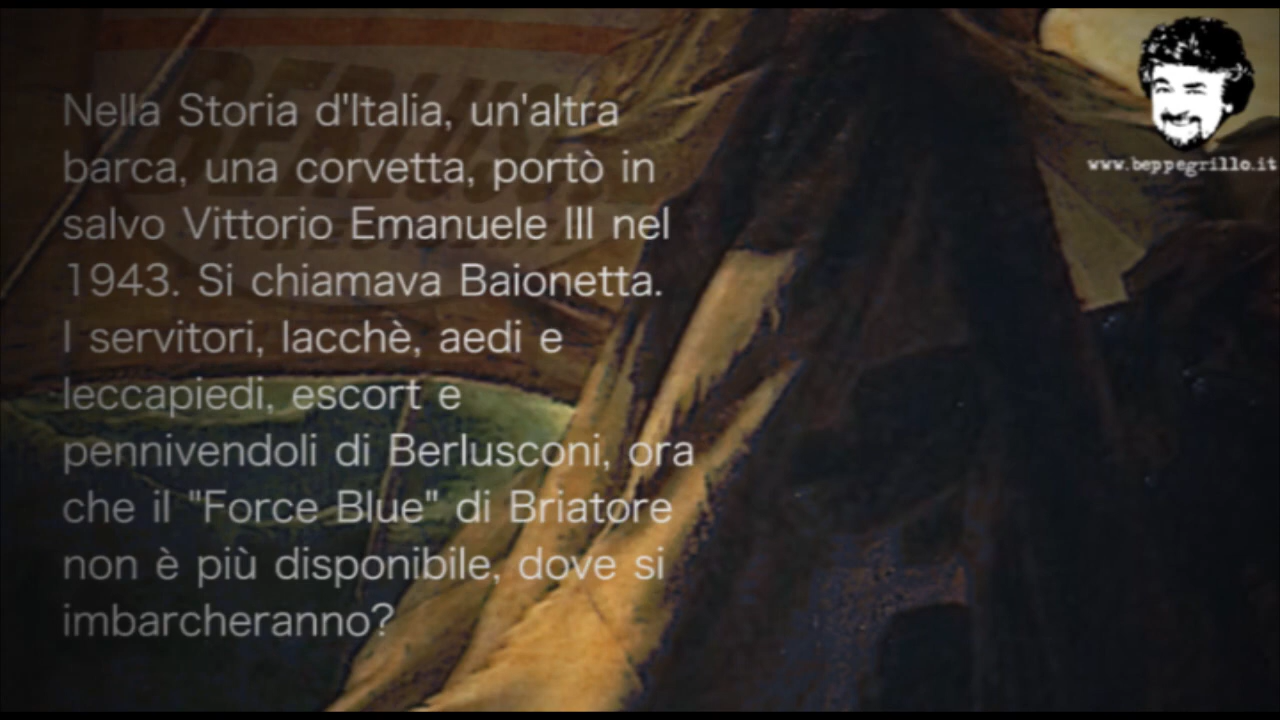 Nella Storia d'Italia, un'altra
barca, una corvetta, portò in
salvo Vittorio Emanuele III nel
1943. Si chiamava Baionetta.
I servitori, lacchè, aedi e
leccapiedi, escort e
pennivendoli di Berlusconi, ora
che il "Force Blue" di Briatore
non è più disponibile, dove si
imbarcheranno?
www.beppegrillo.it